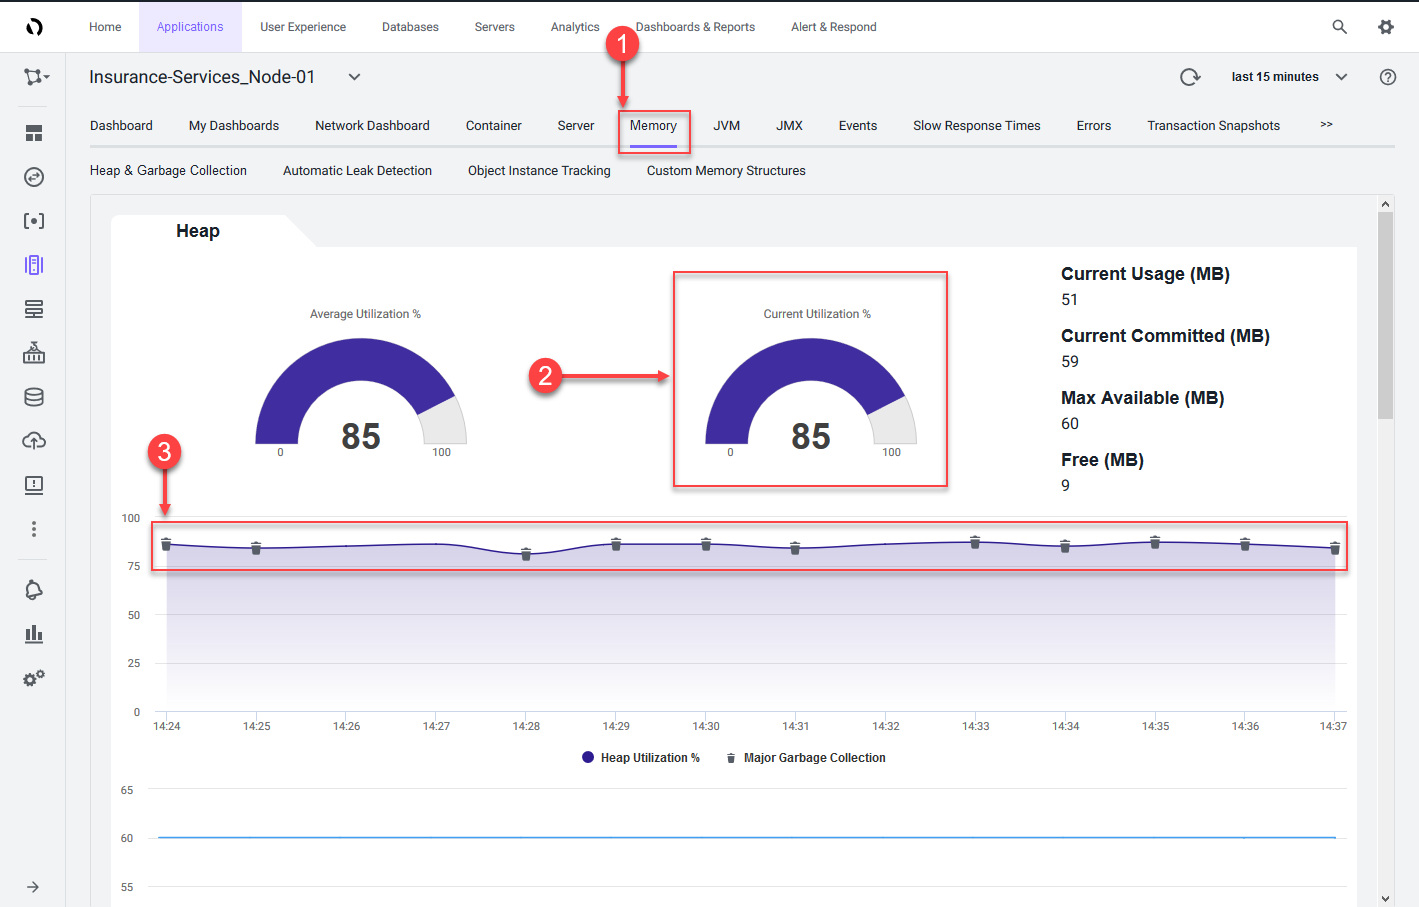 Home Applications User Experience Databases Servers Analytics Dashboards & Reports Alert & Respond
1
Insurance-Services_Node-01 last 15 minutes
Dashboard My Dashboards Network Dashboard Container Server Memory JVM JMX Events Slow Response Times Errors Transaction Snapshots >>
Heap & Garbage Collection Automatic Leak Detection Object Instance Tracking Custom Memory Structures
Heap
Average Utilization %
85
0 100
2
Current Utilization %
85
0 100
Current Usage (MB)
51
Current Committed (MB)
59
Max Available (MB)
60
Free (MB)
9
3
100
75
50
25
0
14:24 14:25 14:26 14:27 14:28 14:29 14:30 14:31 14:32 14:33 14:34 14:35 14:36 14:37
Heap Utilization % Major Garbage Collection
65
60
55